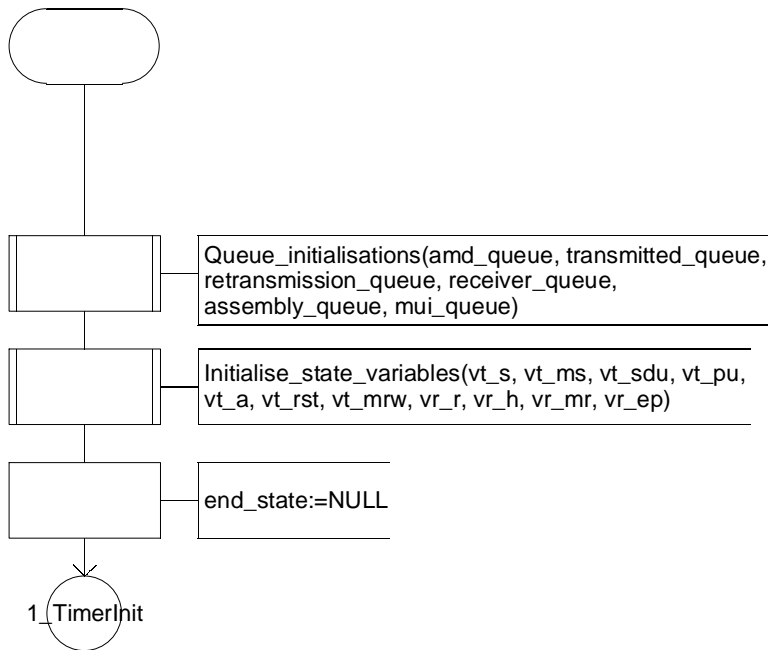 Queue_initialisations(amd_queue, transmitted_queue,
retransmission_queue, receiver_queue,
assembly_queue, mui_queue)
Initialise_state_variables(vt_s, vt_ms, vt_sdu, vt_pu,
vt_a, vt_rst, vt_mrw, vr_r, vr_h, vr_mr, vr_ep)
end_state:=NULL
1_TimerInit